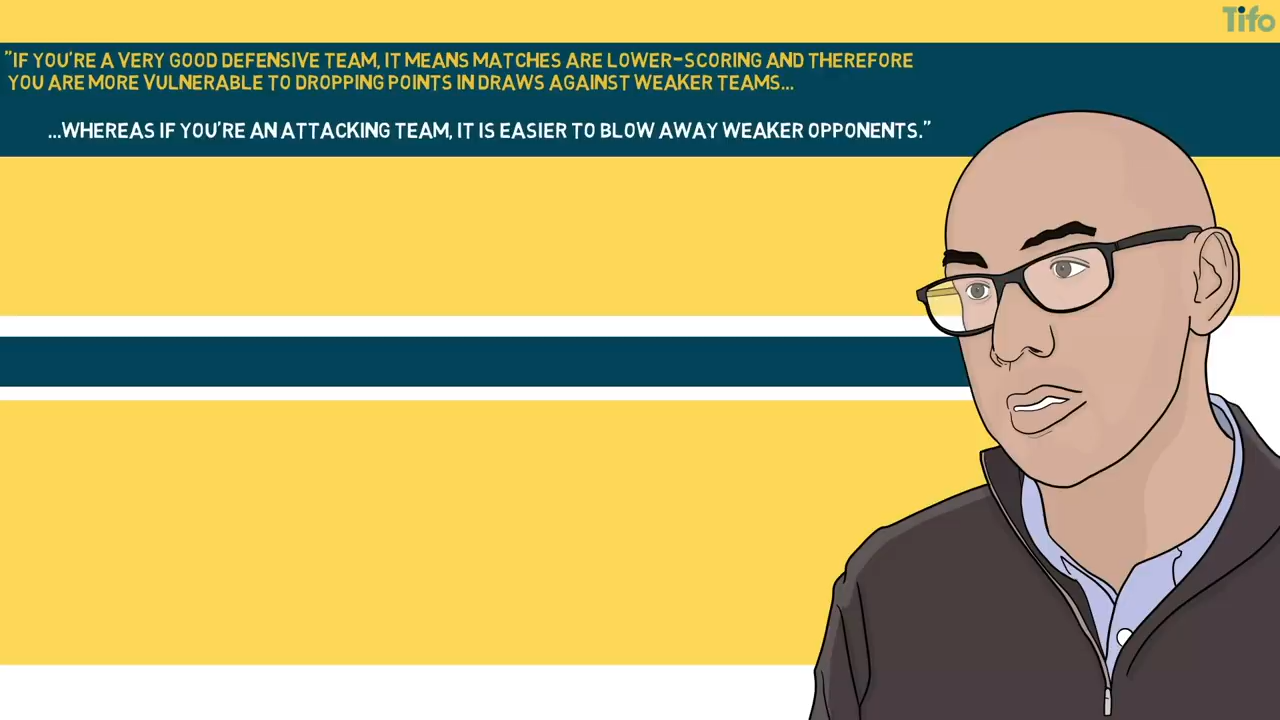 Tifo
"IF YOU'RE A VERY GOOD DEFENSIVE TEAM, IT MEANS MATCHES ARE LOWER-SCORING AND THEREFORE
YOU ARE MORE VULNERABLE TO DROPPING POINTS IN DRAWS AGAINST WEAKER TEAMS...
...WHEREAS IF YOU'RE AN ATTACKING TEAM, IT IS EASIER TO BLOW AWAY WEAKER OPPONENTS."